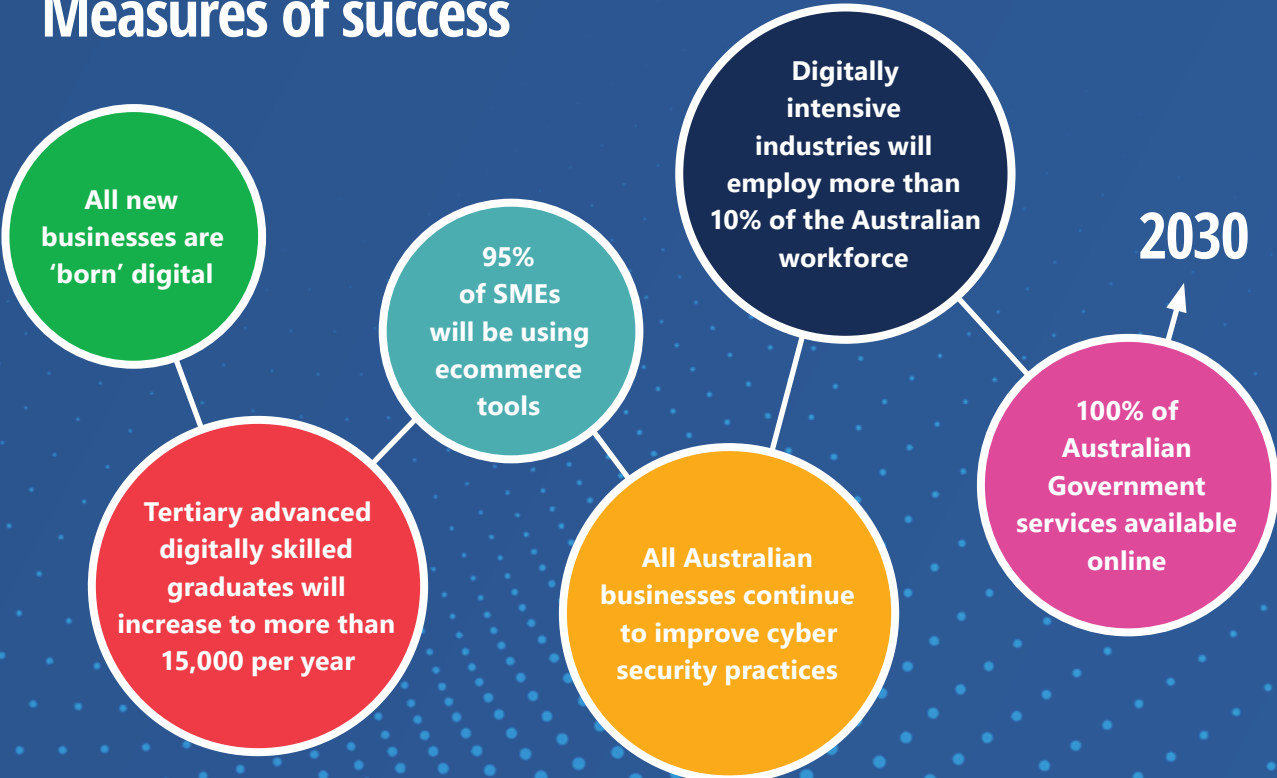 Measures of success
All new
businesses are
‘born’ digital
Tertiary advanced
digitally skilled
graduates will
increase to more than
15,000 per year
95%
of SMEs
will be using
ecommerce
tools
All Australian
businesses continue
to improve cyber
security practices
Digitally
intensive
industries will
employ more than
10% of the Australian
workforce
100% of
Australian
Government
services available
online
2030